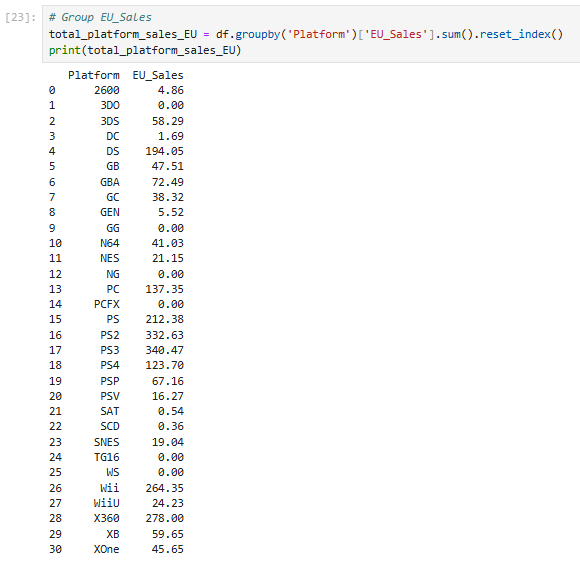 [23]: # Group EU_Sales
total_platform_sales_EU = df.groupby('Platform')['EU_Sales'].sum().reset_index()
print(total_platform_sales_EU)
Platform EU_Sales
0 2600 4.86
1 3DO 0.00
2 3DS 58.29
3 DC 1.69
4 DS 194.05
5 GB 47.51
6 GBA 72.49
7 GC 38.32
8 GEN 5.52
9 GG 0.00
10 N64 41.03
11 NES 21.15
12 NG 0.00
13 PC 137.35
14 PCFX 0.00
15 PS 212.38
16 PS2 332.63
17 PS3 340.47
18 PS4 123.70
19 PSP 67.16
20 PSV 16.27
21 SAT 0.54
22 SCD 0.36
23 SNES 19.04
24 TG16 0.00
25 WS 0.00
26 Wii 264.35
27 WiiU 24.23
28 X360 278.00
29 XB 59.65
30 XOne 45.65